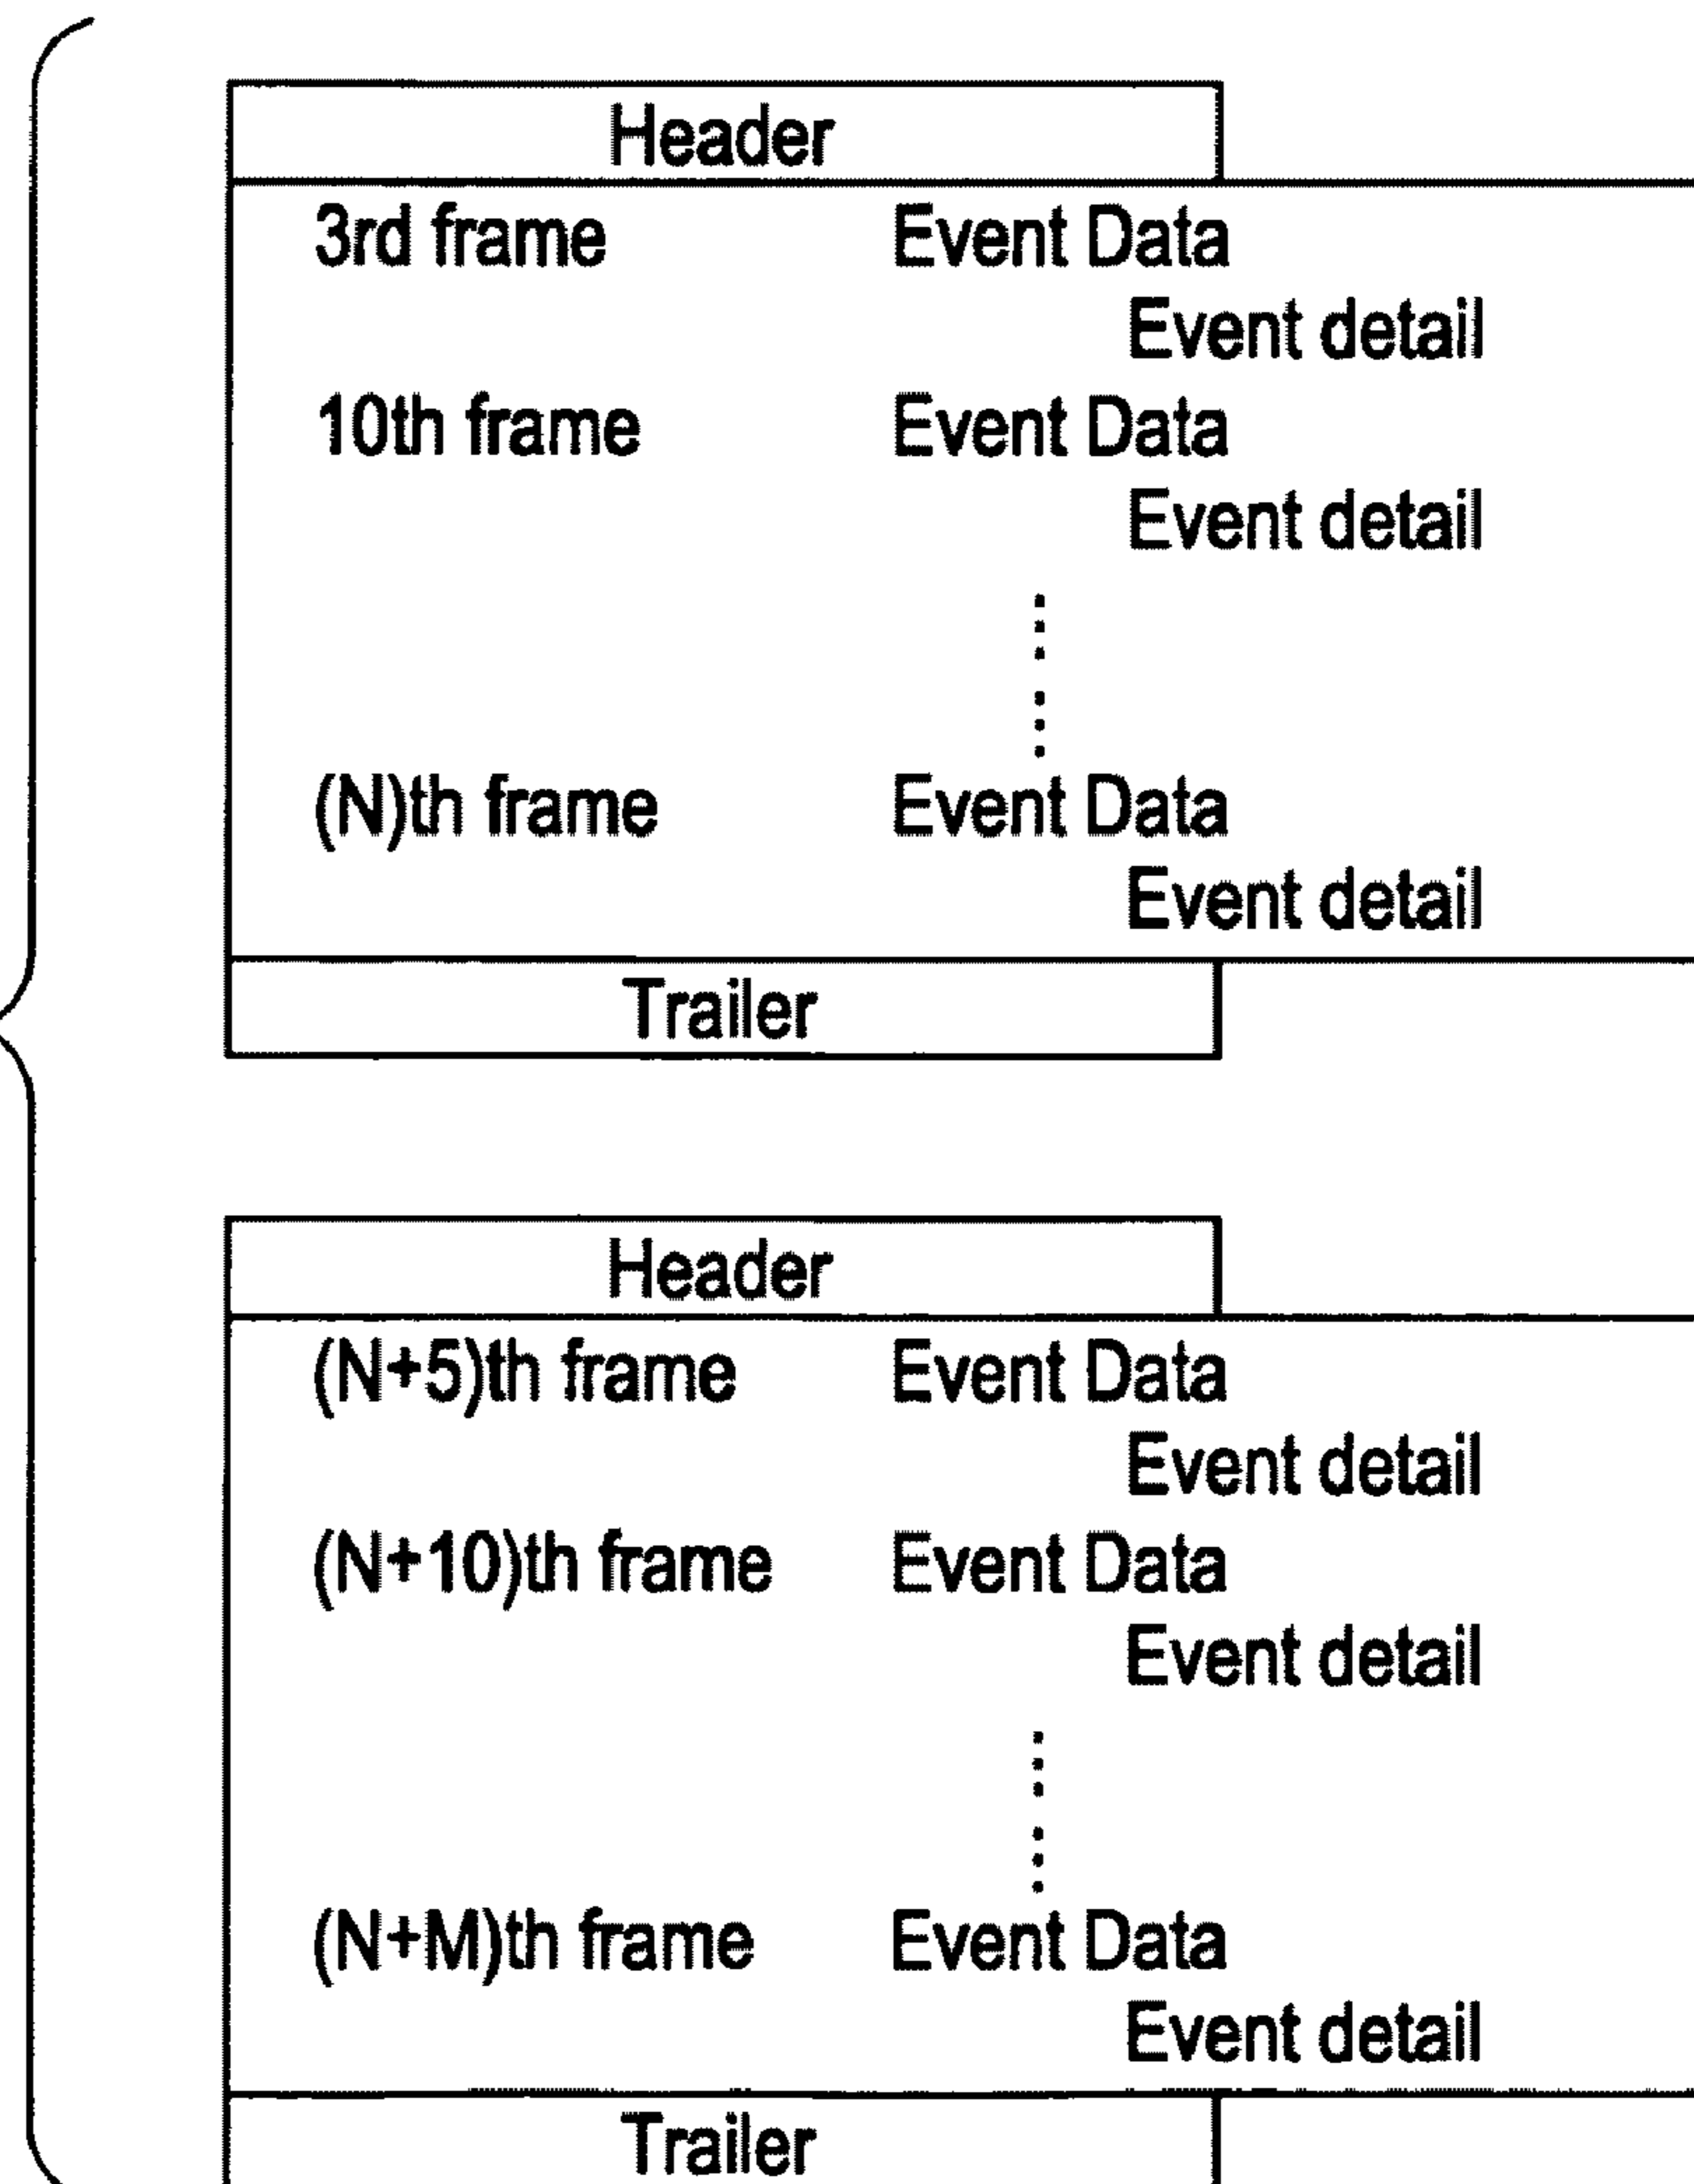 Header
3rd frame Event Data
Event detail
10th frame Event Data
Event detail
(N)th frame Event Data
Event detail
Trailer
Header
(N+5)th frame Event Data
Event detail
(N+10)th frame Event Data
Event detail
(N+M)th frame Event Data
Event detail
Trailer